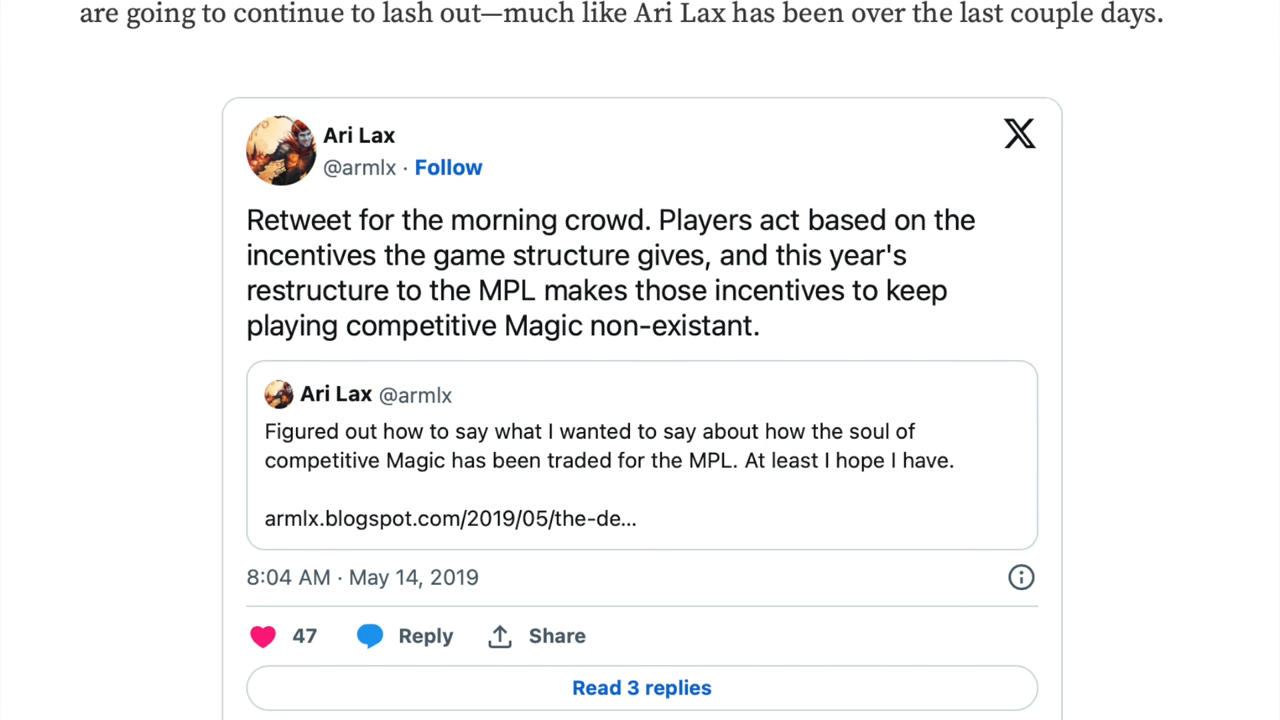 are going to continue to lash out—much like Ari Lax has been over the last couple days.
Ari Lax
@armlx · Follow
Retweet for the morning crowd. Players act based on the
incentives the game structure gives, and this year's
restructure to the MPL makes those incentives to keep
playing competitive Magic non-existant.
Ari Lax @armlx
Figured out how to say what I wanted to say about how the soul of
competitive Magic has been traded for the MPL. At least I hope I have.
armlx.blogspot.com/2019/05/the-de...
8:04 AM · May 14, 2019
47 Reply Share
Read 3 replies